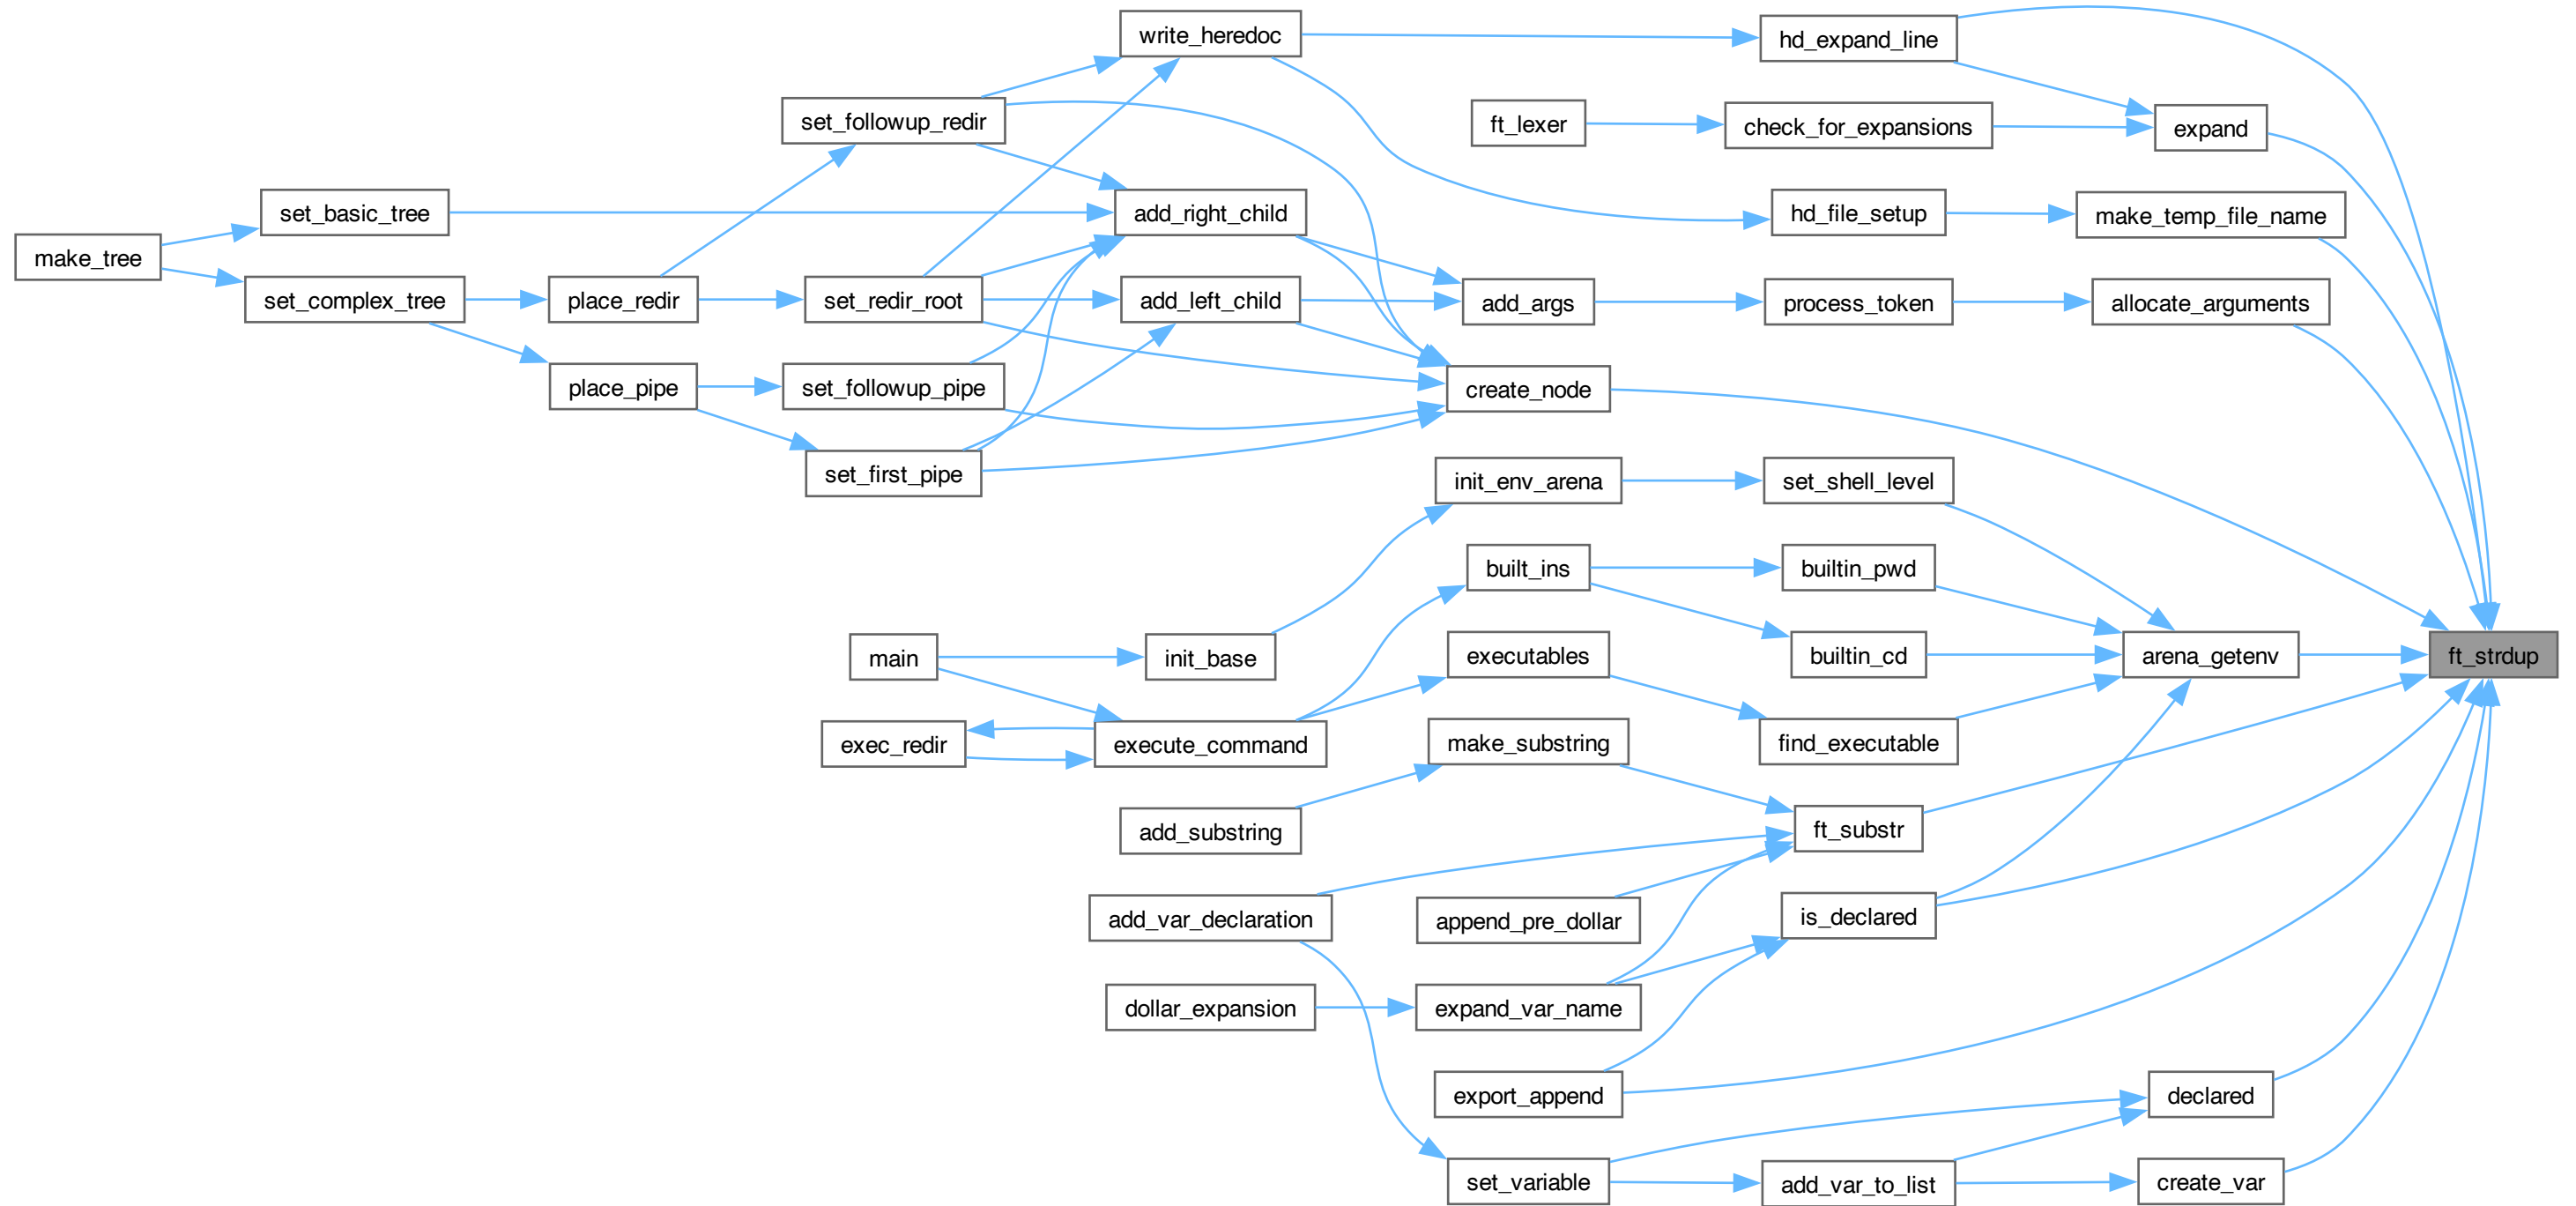 write_heredoc
hd_expand_line
set_followup_redir
ft_lexer
check_for_expansions
expand
set_basic_tree
add_right_child
hd_file_setup
make_temp_file_name
make_tree
set_complex_tree
place_redir
set_redir_root
add_left_child
add_args
process_token
allocate_arguments
place_pipe
set_followup_pipe
create_node
set_first_pipe
init_env_arena
set_shell_level
built_ins
builtin_pwd
main
init_base
executables
builtin_cd
arena_getenv
ft_strdup
exec_redir
execute_command
make_substring
find_executable
add_substring
ft_substr
add_var_declaration
append_pre_dollar
is_declared
dollar_expansion
expand_var_name
export_append
declared
set_variable
add_var_to_list
create_var